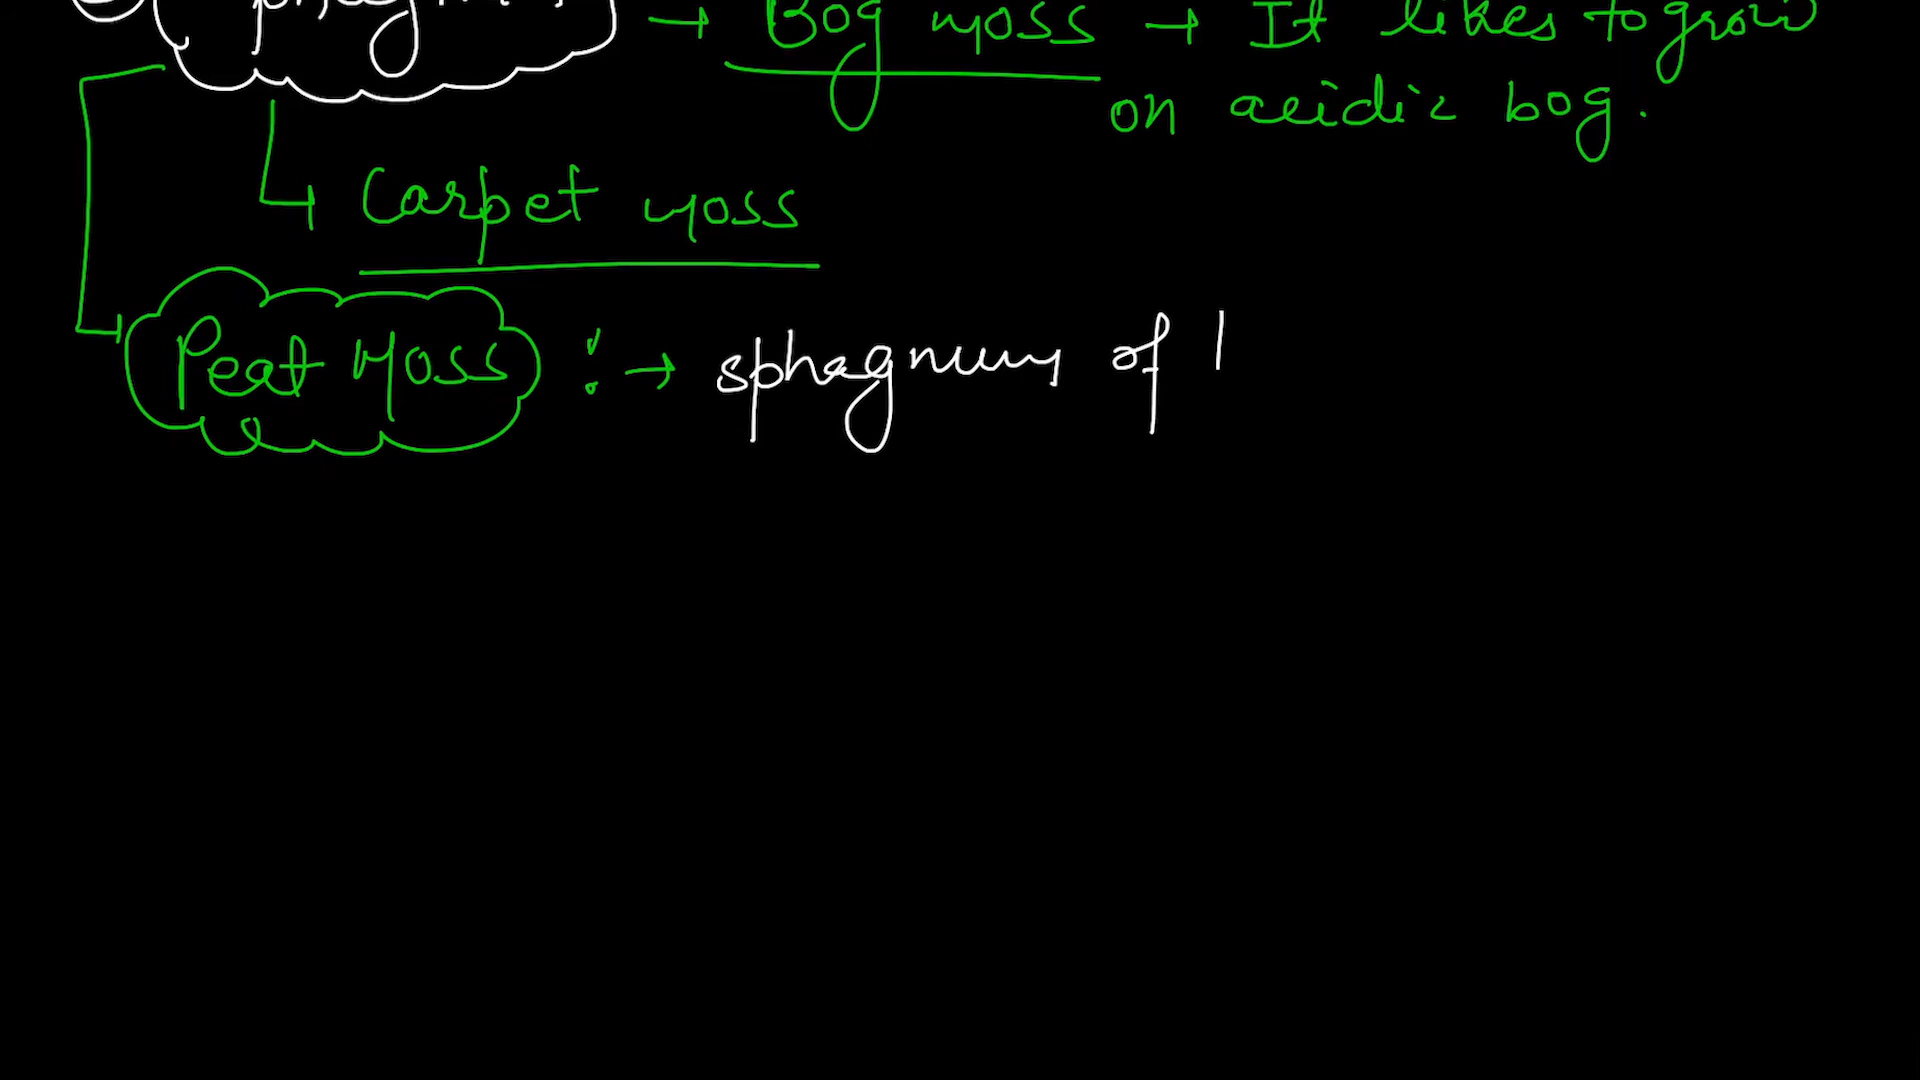 → Bog moss → It likes to grow
on acidic bog.
Carpet moss
Peat Moss :→ sphagnum of